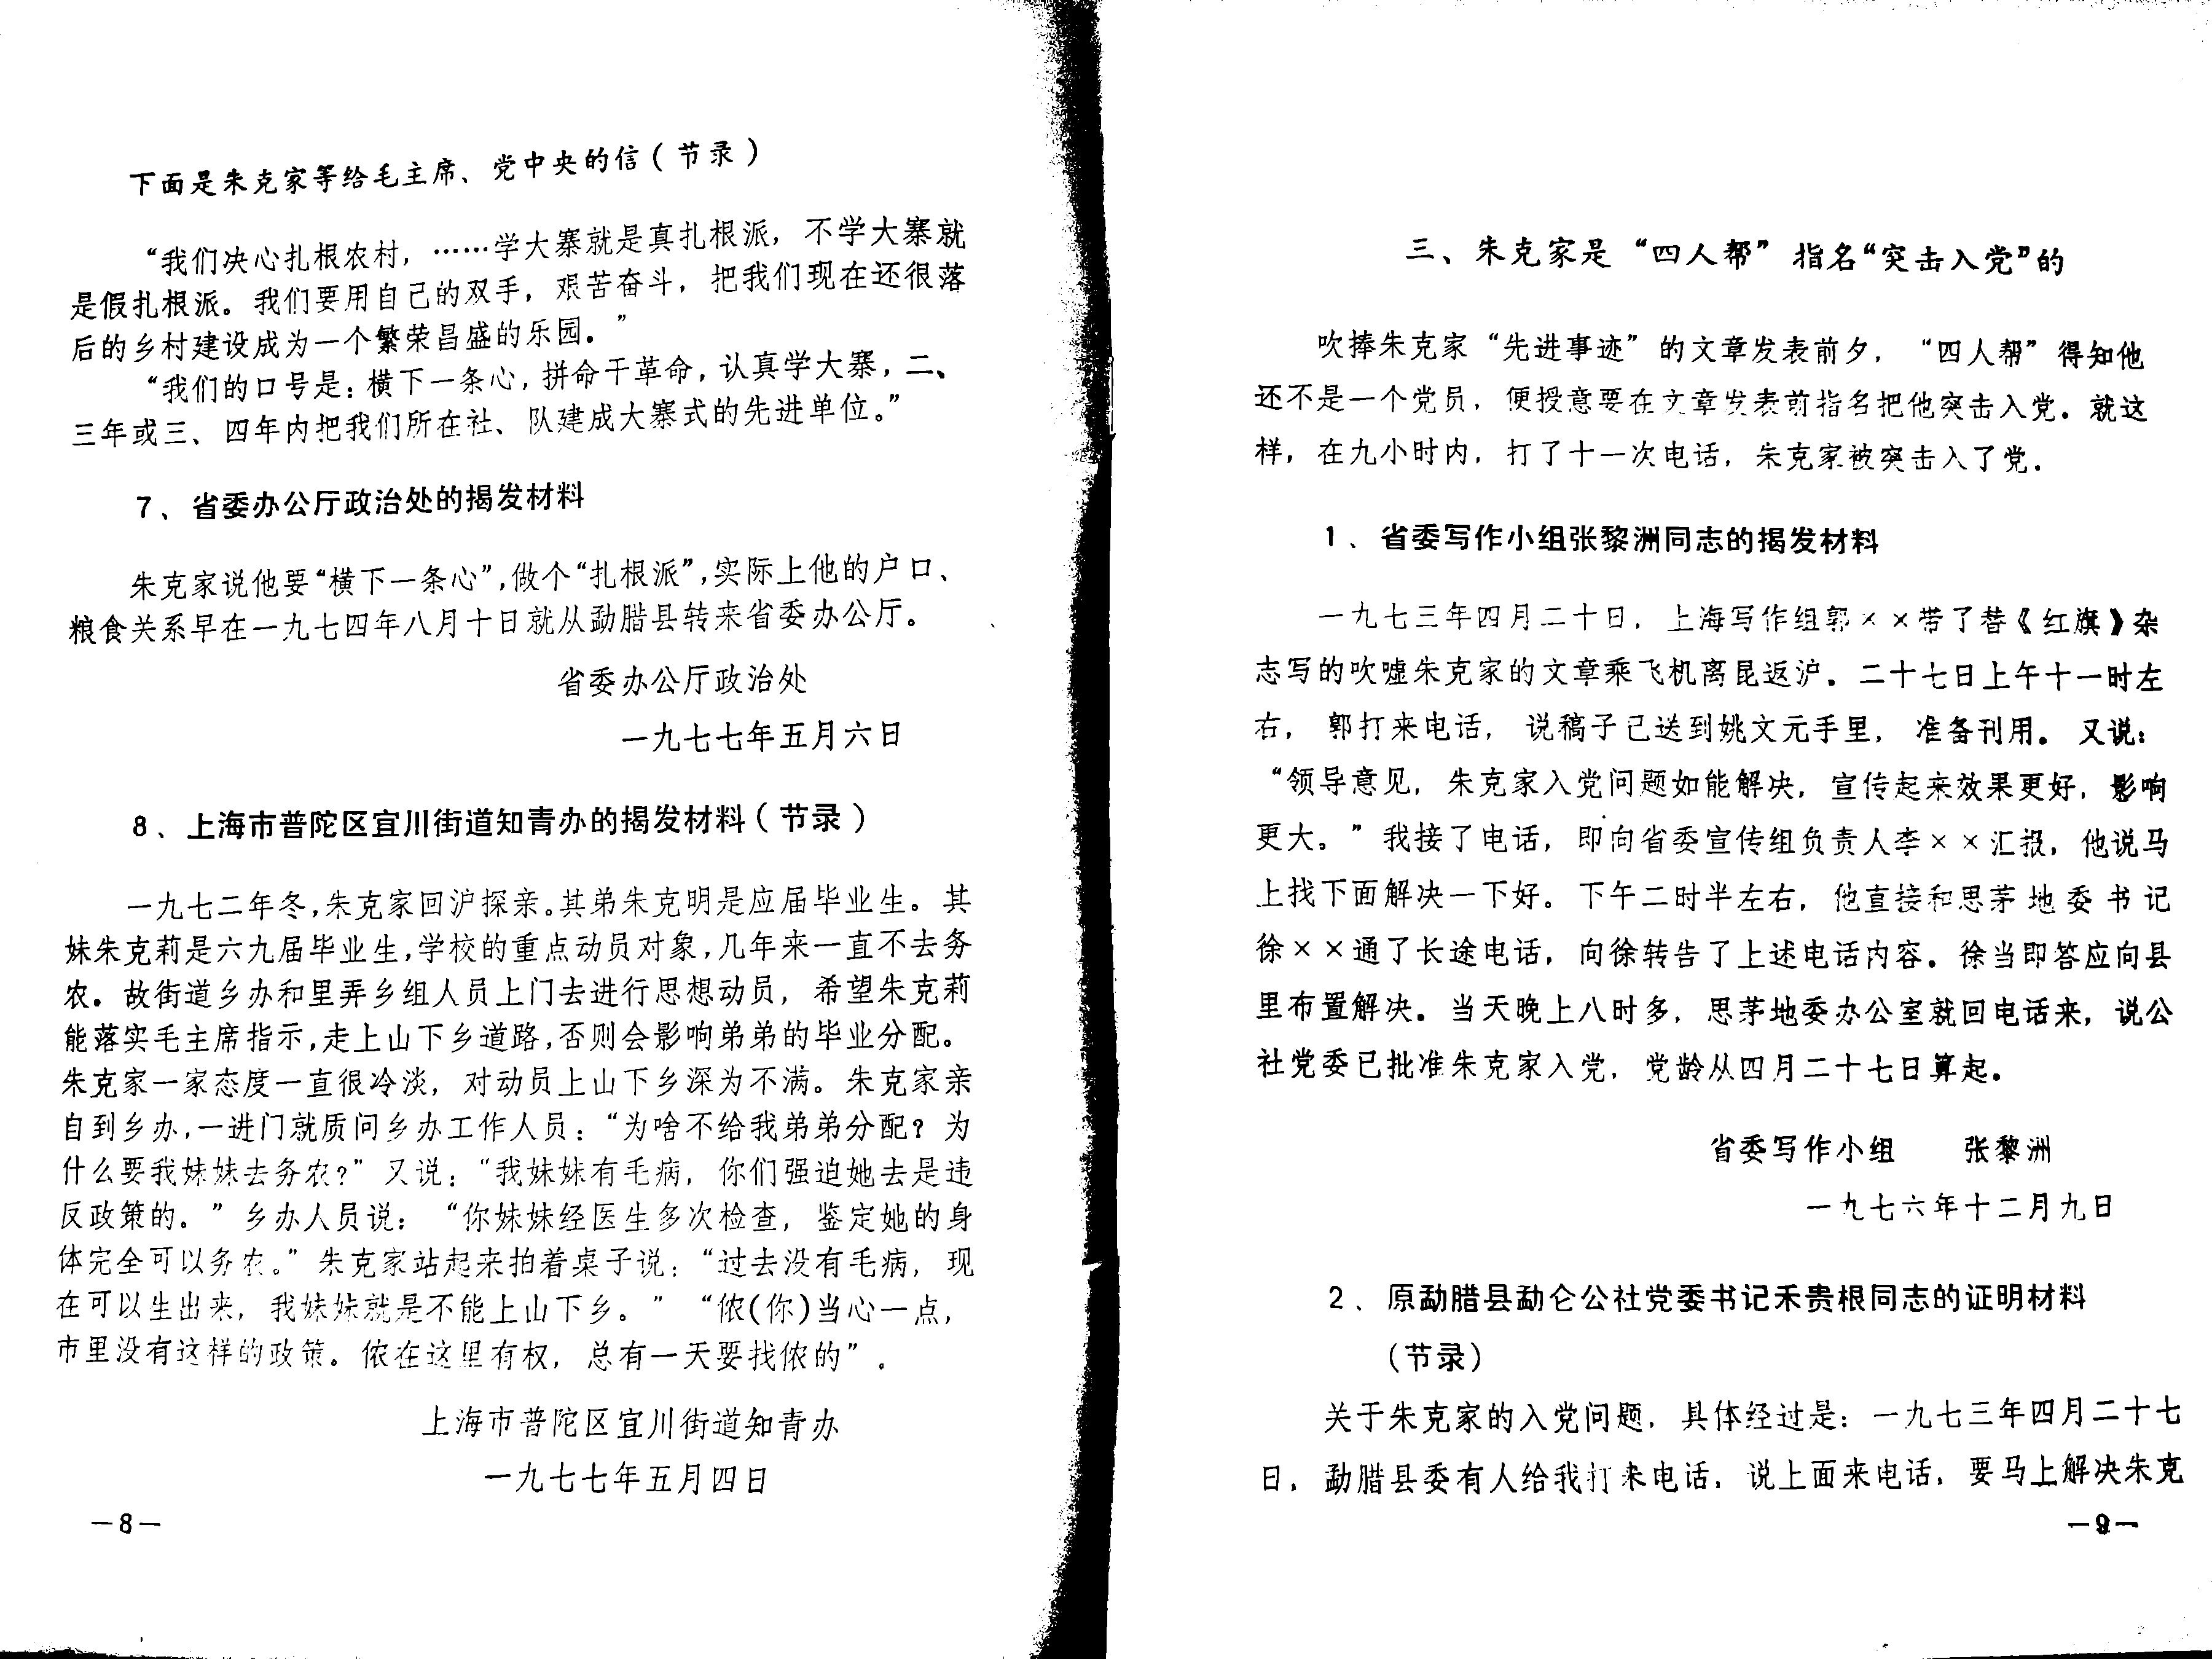 下面是朱克家等给毛主席、党中央的信(节录)
“我们决心扎根农村，……学大寨就是真扎根派，不学大寨就
是假扎根派。我们要用自己的双手，艰苦奋斗，把我们现在还很落
后的乡村建设成为一个繁荣昌盛的乐园。”
“我们的口号是：横下一条心，拼命干革命，认真学大寨，二、
三年或三、四年内把我们所在社、队建成大寨式的先进单位。”
7、省委办公厅政治处的揭发材料
朱克家说他要“横下一条心”，做个“扎根派”，实际上他的户口、
粮食关系早在一九七四年八月十日就从勐腊县转来省委办公厅。
省委办公厅政治处
一九七七年五月六日
8、上海市普陀区宜川街道知青办的揭发材料(节录)
一九七二年冬，朱克家回沪探亲。其弟朱克明是应届毕业生。其
妹朱克莉是六九届毕业生，学校的重点动员对象，几年来一直不去务
农。故街道乡办和里弄乡组人员上门去进行思想动员，希望朱克莉
能落实毛主席指示，走上山下乡道路，否则会影响弟弟的毕业分配。
朱克家一家态度一直很冷淡，对动员上山下乡深为不满。朱克家亲
自到乡办，一进门就质问乡办工作人员：“为啥不给我弟弟分配？为
什么要我妹妹去务农？”又说：“我妹妹有毛病，你们强迫她去是违
反政策的。”乡办人员说：“你妹妹经医生多次检查，鉴定她的身
体完全可以务农。”朱克家站起来拍着桌子说：“过去没有毛病，现
在可以生出来，我妹妹就是不能上山下乡。”“侬(你)当心一点，
市里没有这样的政策。侬在这里有权，总有一天要找侬的”。
上海市普陀区宜川街道知青办
一九七七年五月四日
—8—
三、朱克家是“四人帮”指名“突击入党”的
吹捧朱克家“先进事迹”的文章发表前夕，“四人帮”得知他
还不是一个党员，便授意要在文章发表前指名把他突击入党。就这
样，在九小时内，打了十一次电话，朱克家被突击入了党。
1、省委写作小组张黎洲同志的揭发材料
一九七三年四月二十日，上海写作组郭××带了替《红旗》杂
志写的吹嘘朱克家的文章乘飞机离昆返沪。二十七日上午十一时左
右，郭打来电话，说稿子已送到姚文元手里，准备刊用。又说：
“领导意见，朱克家入党问题如能解决，宣传起来效果更好，影响
更大。”我接了电话，即向省委宣传组负责人李××汇报，他说马
上找下面解决一下好。下午二时半左右，他直接和思茅地委书记
徐××通了长途电话，向徐转告了上述电话内容。徐当即答应向县
里布置解决。当天晚上八时多，思茅地委办公室就回电话来，说公
社党委已批准朱克家入党，党龄从四月二十七日算起。
省委写作小组　张黎洲
一九七六年十二月九日
2、原勐腊县勐仑公社党委书记禾贵根同志的证明材料
(节录)
关于朱克家的入党问题，具体经过是：一九七三年四月二十七
日，勐腊县委有人给我打来电话，说上面来电话，要马上解决朱克
—9—